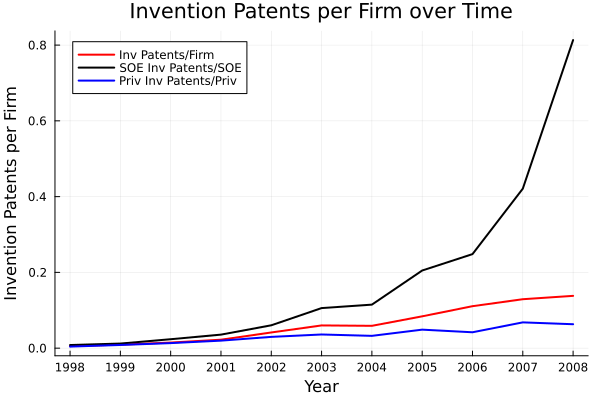 Invention Patents per Firm over Time
Inv Patents/Firm
SOE Inv Patents/SOE
Priv Inv Patents/Priv
Invention Patents per Firm
0.8
0.6
0.4
0.2
0.0
1998 1999 2000 2001 2002 2003 2004 2005 2006 2007 2008
Year